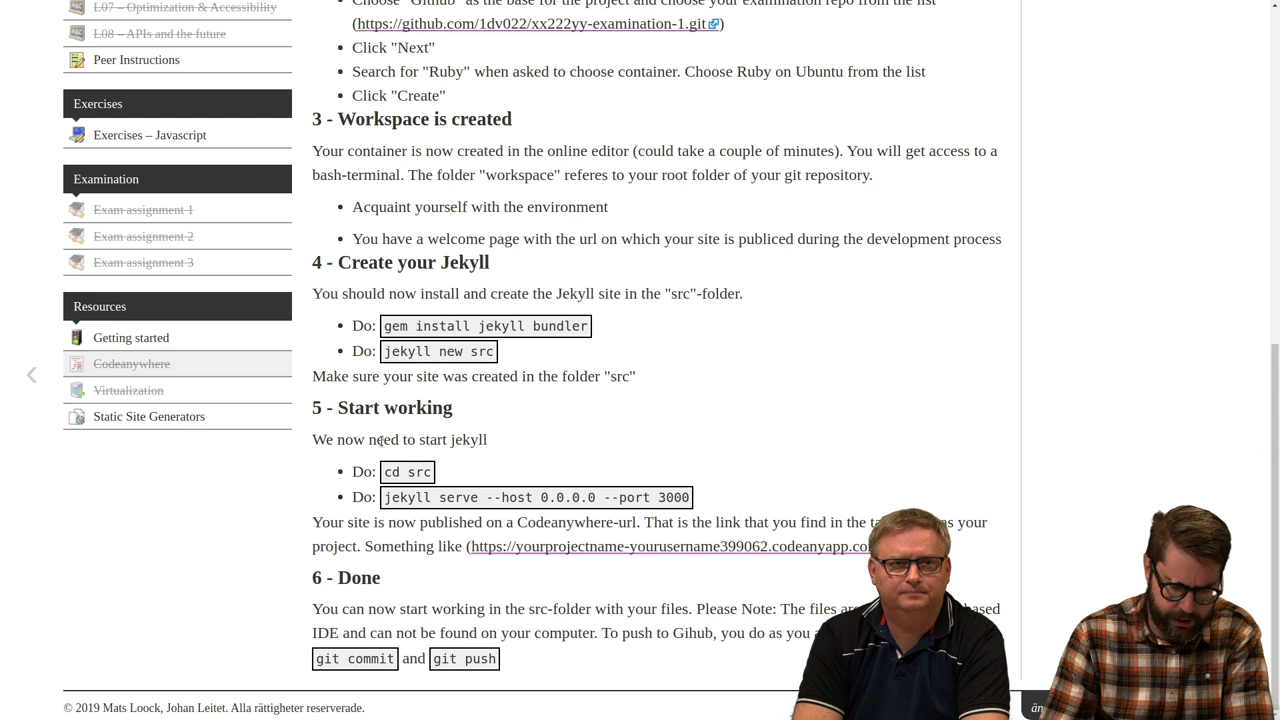 L07 – Optimization & Accessibility
L08 – APIs and the future
Peer Instructions
Exercises
Exercises – Javascript
Examination
Exam assignment 1
Exam assignment 2
Exam assignment 3
Resources
Getting started
Codeanywhere
Virtualization
Static Site Generators
Choose "Github" as the base for the project and choose your examination repo from the list
(https://github.com/1dv022/xx222yy-examination-1.git)
Click "Next"
Search for "Ruby" when asked to choose container. Choose Ruby on Ubuntu from the list
Click "Create"
3 - Workspace is created
Your container is now created in the online editor (could take a couple of minutes). You will get access to a
bash-terminal. The folder "workspace" referes to your root folder of your git repository.
Acquaint yourself with the environment
You have a welcome page with the url on which your site is publiced during the development process
4 - Create your Jekyll
You should now install and create the Jekyll site in the "src"-folder.
Do: gem install jekyll bundler
Do: jekyll new src
Make sure your site was created in the folder "src"
5 - Start working
We now need to start jekyll
Do: cd src
Do: jekyll serve --host 0.0.0.0 --port 3000
Your site is now published on a Codeanywhere-url. That is the link that you find in the as your
project. Something like (https://yourprojectname-yourusername399062.codeanyapp.co
6 - Done
You can now start working in the src-folder with your files. Please Note: The files based
IDE and can not be found on your computer. To push to Gihub, you do as you
git commit and git push
© 2019 Mats Loock, Johan Leitet. Alla rättigheter reserverade.